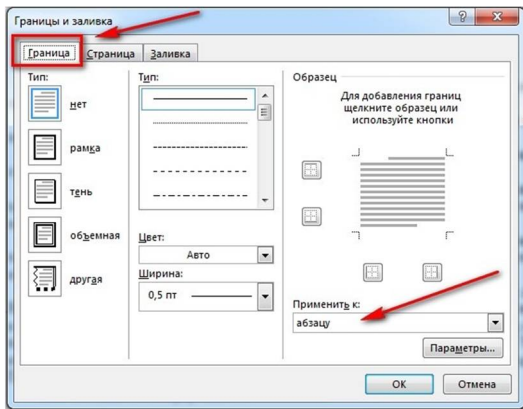 Границы и заливка
Граница Страница Заливка
Тип:
нет
рамка
тень
объемная
другая
Тип:
Цвет:
Авто
Ширина:
0,5 пт
Образец
Для добавления границ
щелкните образец или
используйте кнопки
Применить к:
абзацу
Параметры...
ОК Отмена